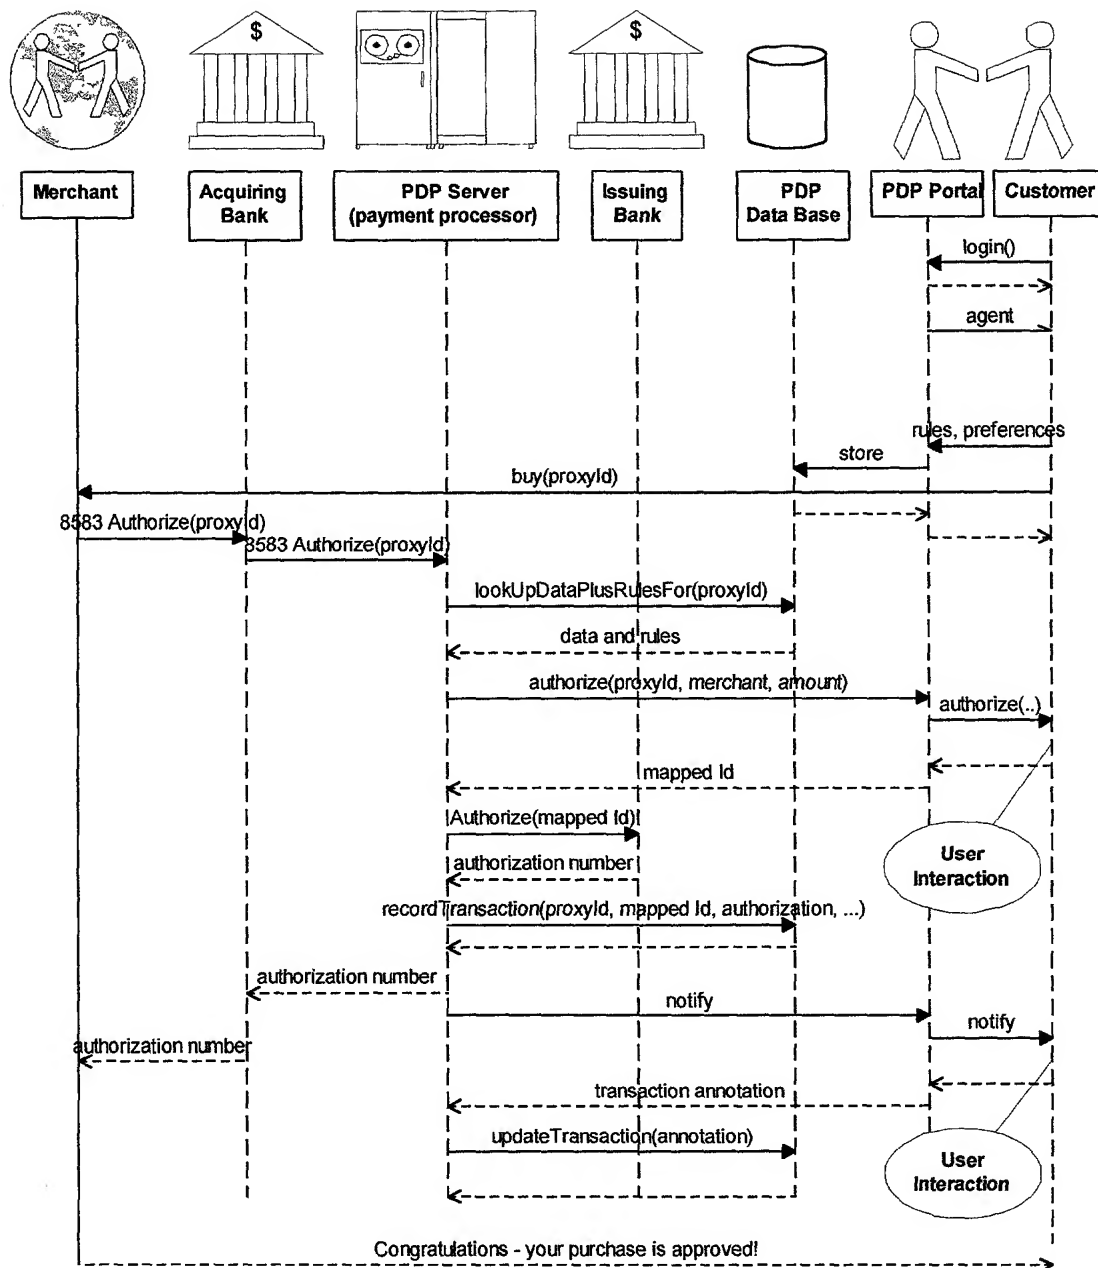 $
$
Merchant
Acquiring
Bank
PDP Server
(payment processor)
Issuing
Bank
PDP
Data Base
PDP Portal
Customer
login()
agent
rules, preferences
store
buy(proxyId)
8583 Authorize(proxyId)
8583 Authorize(proxyId)
lookUpDataPlusRulesFor(proxyId)
data and rules
authorize(proxyId, merchant, amount)
authorize(..)
mapped Id
Authorize(mapped Id)
User
Interaction
authorization number
recordTransaction(proxyId, mapped Id, authorization, ...)
authorization number
notify
notify
authorization number
transaction annotation
updateTransaction(annotation)
User
Interaction
Congratulations - your purchase is approved!